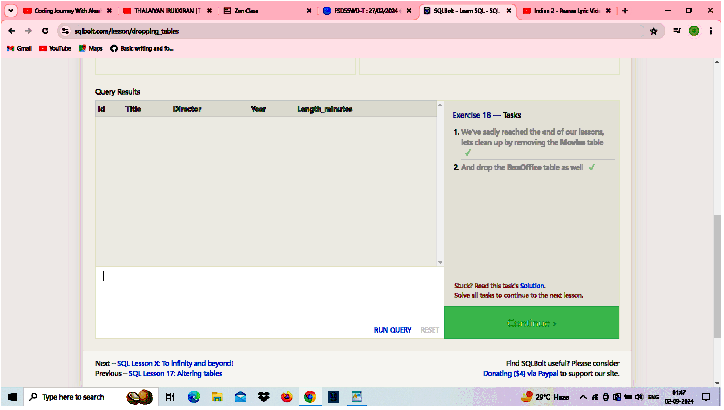 Coding Journey With Akas
THALAIVAN IRUKKIRAN | T
Zen Class
FSD55WD-T : 27/02/2024
SQLBolt - Learn SQL - SQL
Indila 2 - Reese Lyric Vid
sqlbolt.com/lesson/dropping_tables
Gmail
YouTube
Maps
Basic writing and fo...
Query Results
Id Title Director Year Length_minutes
Exercise 18 — Tasks
1. We've sadly reached the end of our lessons,
lets clean up by removing the Movies table
✓
2. And drop the BoxOffice table as well ✓
Stuck? Read this task's Solution.
Solve all tasks to continue to the next lesson.
RUN QUERY RESET
Continue ›
Next – SQL Lesson X: To infinity and beyond!
Previous – SQL Lesson 17: Altering tables
Find SQLBolt useful? Please consider
Donating ($4) via Paypal to support our site.
Type here to search
29°C Haze
ENG
01:47
02-09-2024